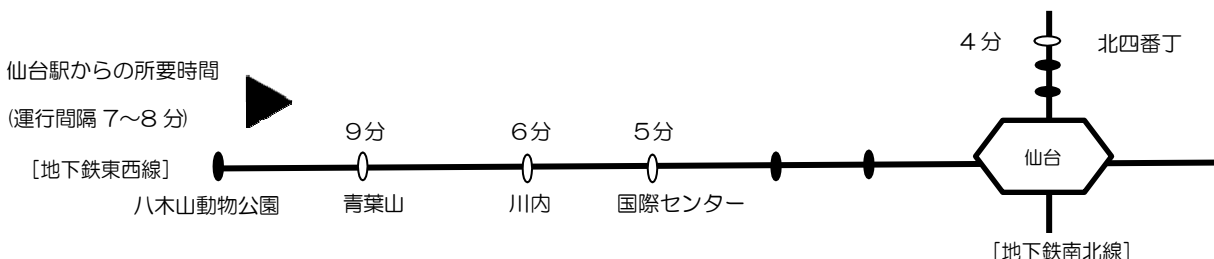 4分
北四番丁
仙台駅からの所要時間
(運行間隔 7～8 分)
9分
6分
5分
[地下鉄東西線]
仙台
八木山動物公園
青葉山
川内
国際センター
[地下鉄南北線]